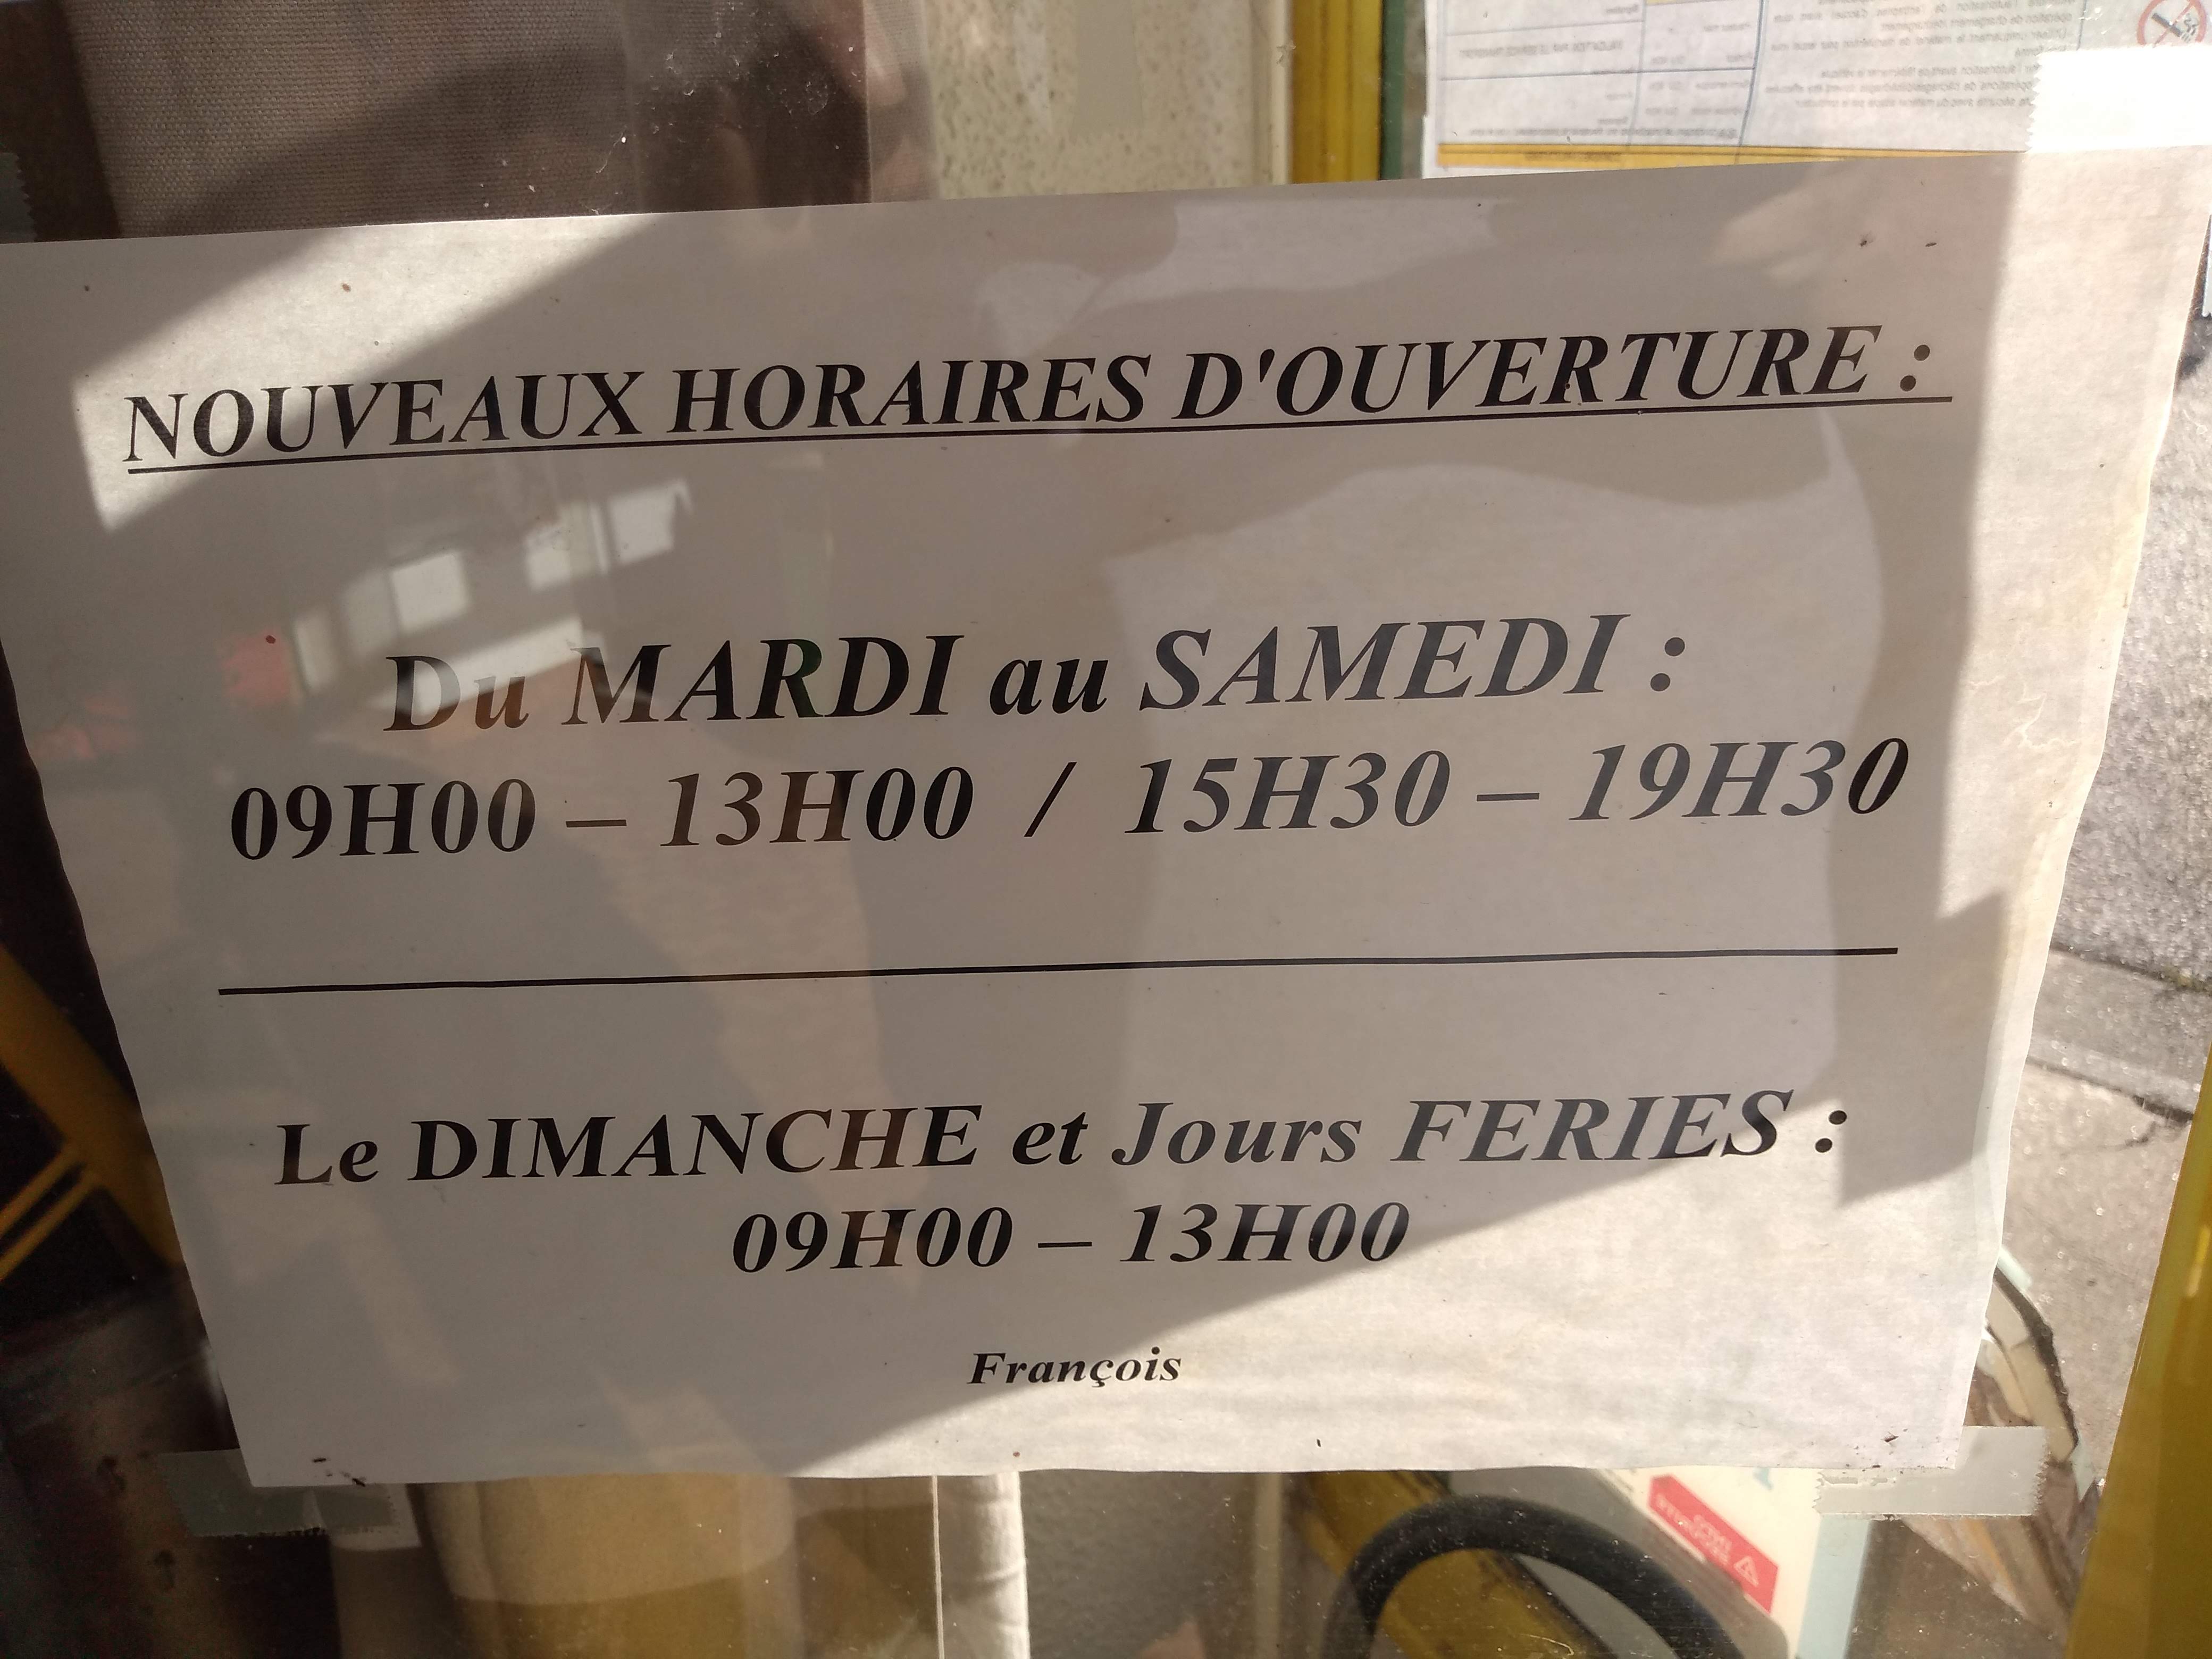 NOUVEAUX HORAIRES D'OUVERTURE :
Du MARDI au SAMEDI :
09H00 – 13H00 / 15H30 – 19H30
Le DIMANCHE et Jours FERIES :
09H00 – 13H00
François